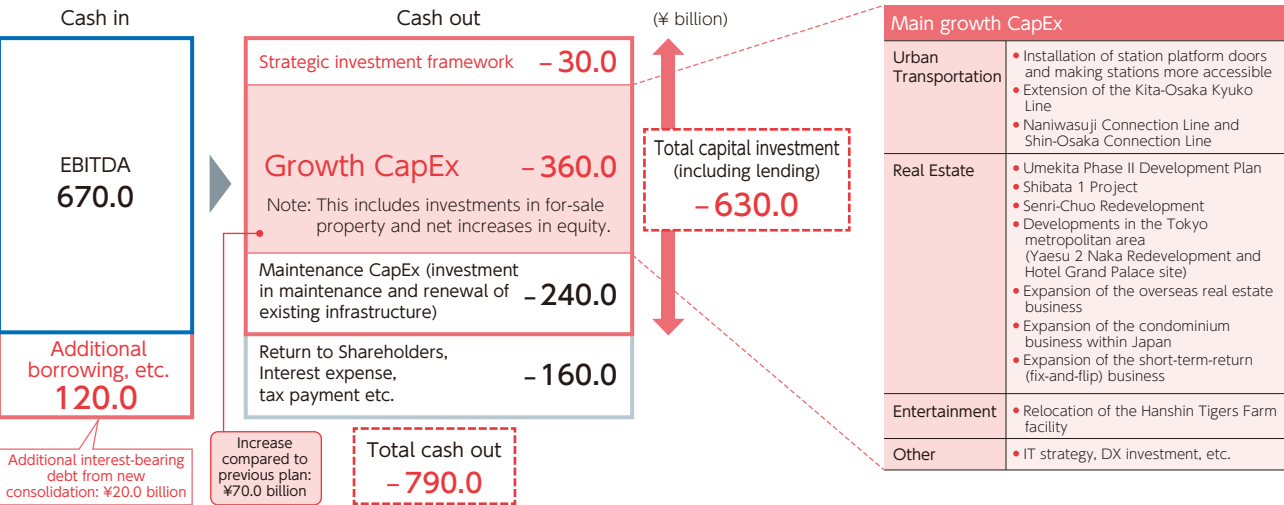 Cash in
EBITDA
670.0
Additional
borrowing, etc.
120.0
Additional interest-bearing
debt from new
consolidation: ¥20.0 billion
Cash out
(¥ billion)
Strategic investment framework –30.0
Growth CapEx –360.0
Note: This includes investments in for-sale
property and net increases in equity.
Maintenance CapEx (investment
in maintenance and renewal of
existing infrastructure)
–240.0
Return to Shareholders,
Interest expense,
tax payment etc.
–160.0
Increase
compared to
previous plan:
¥70.0 billion
Total cash out
–790.0
Total capital investment
(including lending)
–630.0
Main growth CapEx
Urban
Transportation
• Installation of station platform doors
and making stations more accessible
• Extension of the Kita-Osaka Kyuko
Line
• Naniwasuji Connection Line and
Shin-Osaka Connection Line
Real Estate
• Umekita Phase II Development Plan
• Shibata 1 Project
• Senri-Chuo Redevelopment
• Developments in the Tokyo
metropolitan area
(Yaesu 2 Naka Redevelopment and
Hotel Grand Palace site)
• Expansion of the overseas real estate
business
• Expansion of the condominium
business within Japan
• Expansion of the short-term-return
(fix-and-flip) business
Entertainment
• Relocation of the Hanshin Tigers Farm
facility
Other
• IT strategy, DX investment, etc.